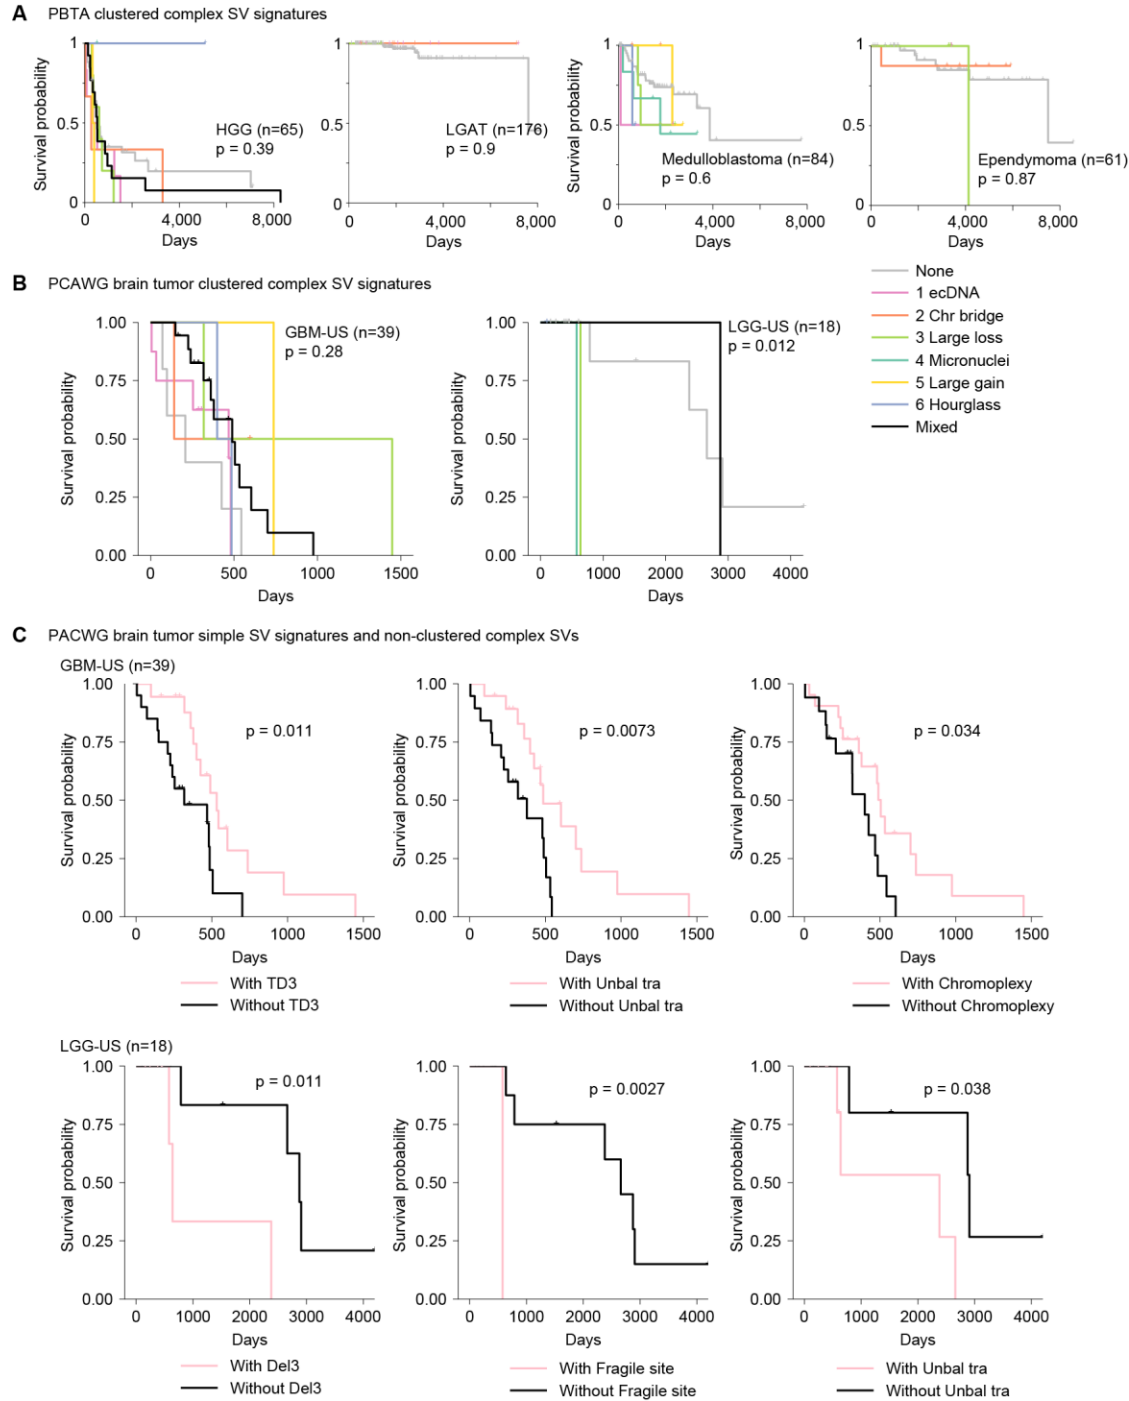 A PBTA clustered complex SV signatures
Survival probability
1
0.5
0
HGG (n=65)
p = 0.39
0 4,000 8,000
Days
1
0.5
0
LGAT (n=176)
p = 0.9
0 4,000 8,000
Days
1
0.5
0
Medulloblastoma (n=84)
p = 0.6
0 4,000 8,000
Days
1
0.5
0
Ependymoma (n=61)
p = 0.87
0 4,000 8,000
Days
None
1 ecDNA
2 Chr bridge
3 Large loss
4 Micronuclei
5 Large gain
6 Hourglass
Mixed
B PCAWG brain tumor clustered complex SV signatures
Survival probability
1.00
0.75
0.50
0.25
0.00
GBM-US (n=39)
p = 0.28
0 500 1000 1500
Days
Survival probability
1.00
0.75
0.50
0.25
0.00
LGG-US (n=18)
p = 0.012
0 1000 2000 3000 4000
Days
C PACWG brain tumor simple SV signatures and non-clustered complex SVs
GBM-US (n=39)
Survival probability
1.00
0.75
0.50
0.25
0.00
p = 0.011
0 500 1000 1500
Days
With TD3
Without TD3
Survival probability
1.00
0.75
0.50
0.25
0.00
p = 0.0073
0 500 1000 1500
Days
With Unbal tra
Without Unbal tra
Survival probability
1.00
0.75
0.50
0.25
0.00
p = 0.034
0 500 1000 1500
Days
With Chromoplexy
Without Chromoplexy
LGG-US (n=18)
Survival probability
1.00
0.75
0.50
0.25
0.00
p = 0.011
0 1000 2000 3000 4000
Days
With Del3
Without Del3
Survival probability
1.00
0.75
0.50
0.25
0.00
p = 0.0027
0 1000 2000 3000 4000
Days
With Fragile site
Without Fragile site
Survival probability
1.00
0.75
0.50
0.25
0.00
p = 0.038
0 1000 2000 3000 4000
Days
With Unbal tra
Without Unbal tra